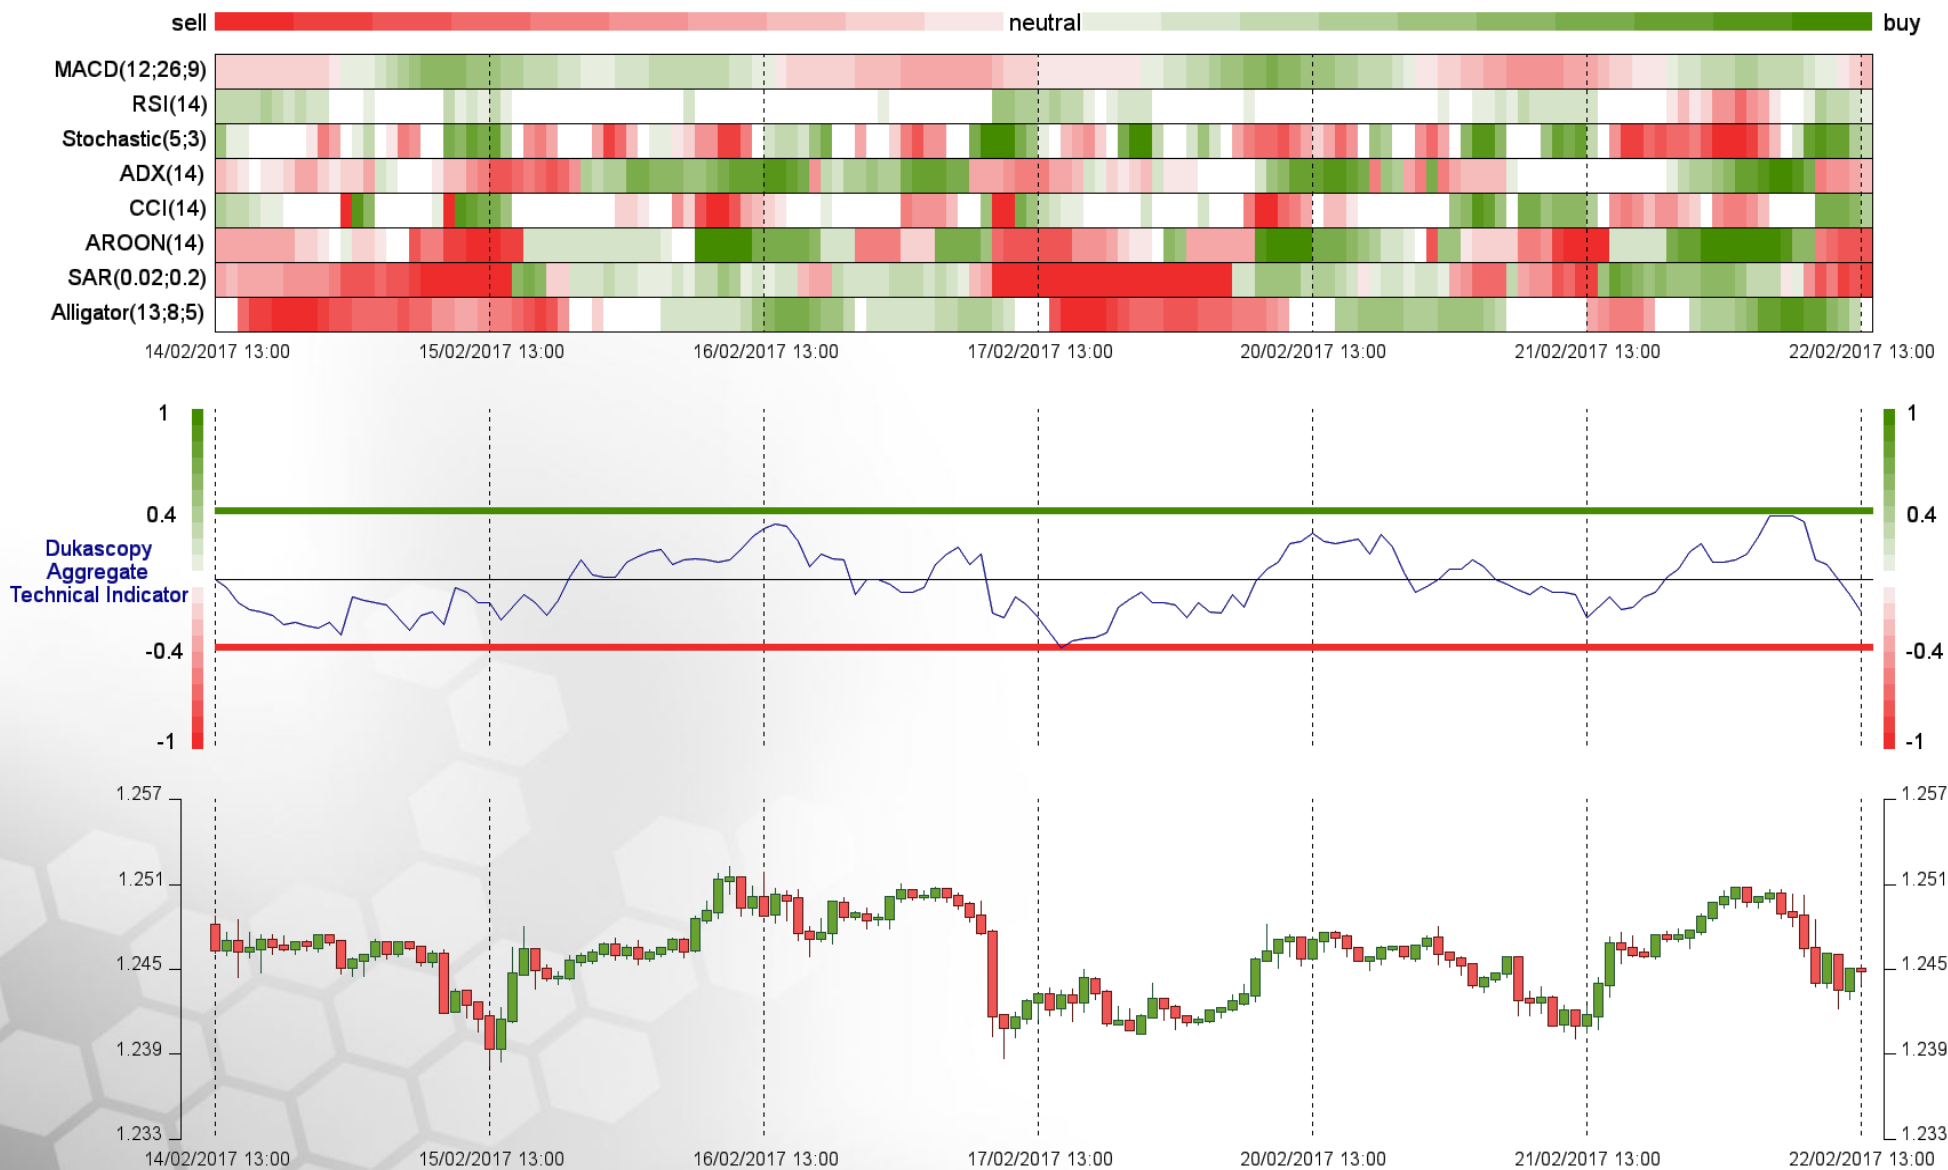 sell neutral buy
MACD(12;26;9)
RSI(14)
Stochastic(5;3)
ADX(14)
CCI(14)
AROON(14)
SAR(0.02;0.2)
Alligator(13;8;5)
14/02/2017 13:00 15/02/2017 13:00 16/02/2017 13:00 17/02/2017 13:00 20/02/2017 13:00 21/02/2017 13:00 22/02/2017 13:00
1 1
0.4 0.4
Dukascopy
Aggregate
Technical Indicator
-0.4 -0.4
-1 -1
1.257 1.257
1.251 1.251
1.245 1.245
1.239 1.239
1.233 1.233
14/02/2017 13:00 15/02/2017 13:00 16/02/2017 13:00 17/02/2017 13:00 20/02/2017 13:00 21/02/2017 13:00 22/02/2017 13:00